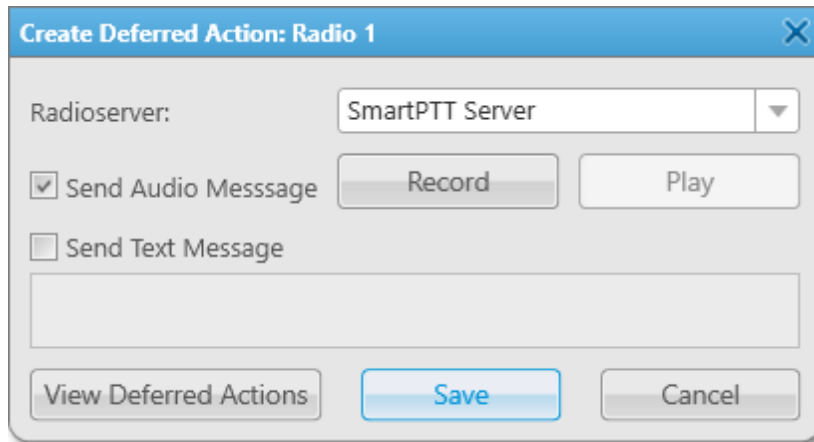 Create Deferred Action: Radio 1
Radioserver: SmartPTT Server
Send Audio Messsage Record Play
Send Text Message
View Deferred Actions Save Cancel